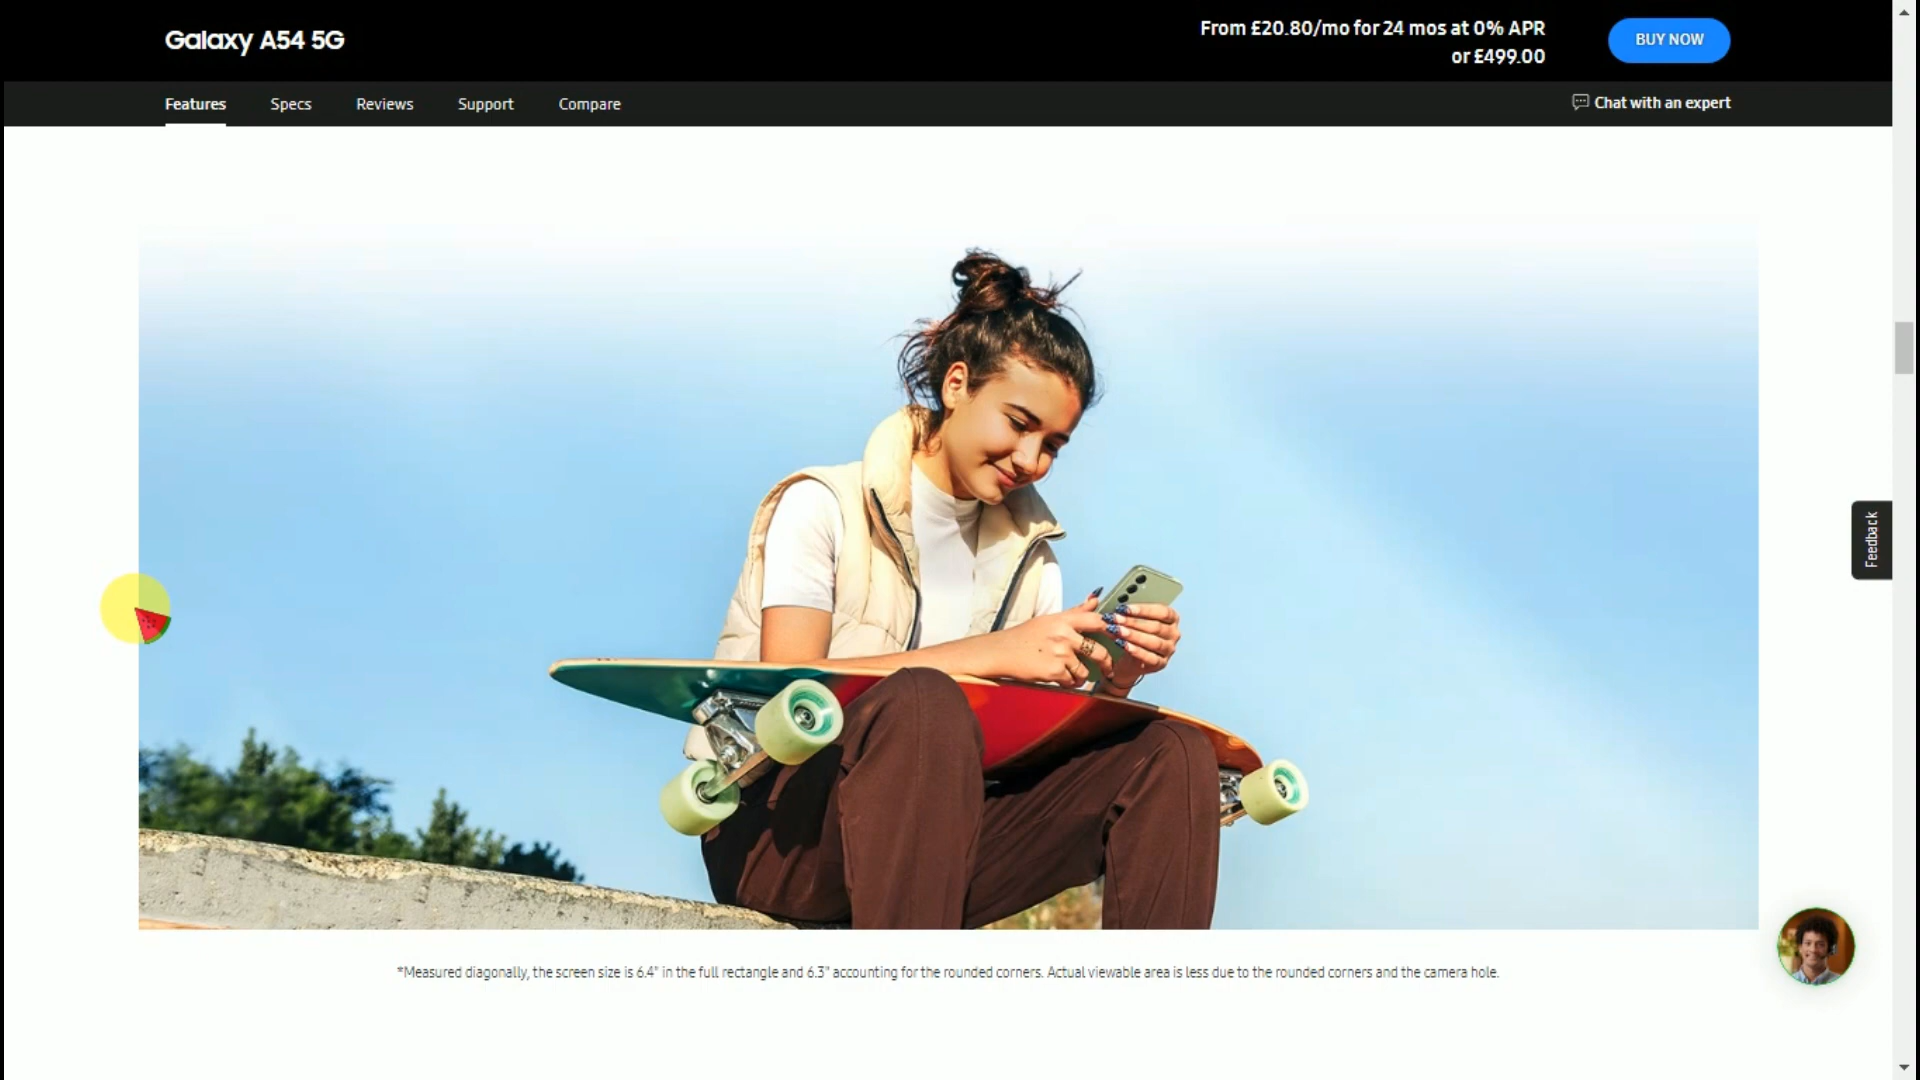 Galaxy A54 5G
From £20.80/mo for 24 mos at 0% APR
or £499.00
BUY NOW
Features
Specs
Reviews
Support
Compare
Chat with an expert
Feedback
*Measured diagonally, the screen size is 6.4" in the full rectangle and 6.3" accounting for the rounded corners. Actual viewable area is less due to the rounded corners and the camera hole.